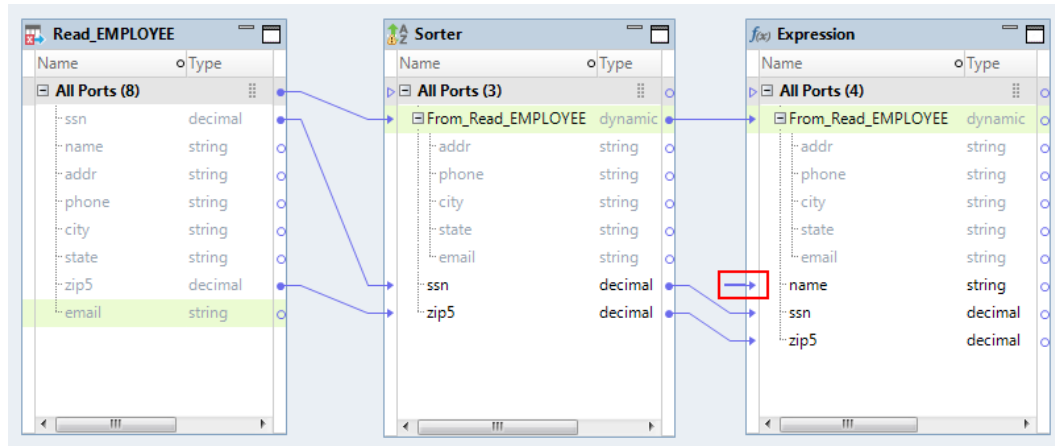 Read_EMPLOYEE
Name Type
All Ports (8)
ssn decimal
name string
addr string
phone string
city string
state string
zip5 decimal
email string
Sorter
Name Type
All Ports (3)
From_Read_EMPLOYEE dynamic
addr string
phone string
city string
state string
email string
ssn decimal
zip5 decimal
f(x) Expression
Name Type
All Ports (4)
From_Read_EMPLOYEE dynamic
addr string
phone string
city string
state string
email string
name string
ssn decimal
zip5 decimal